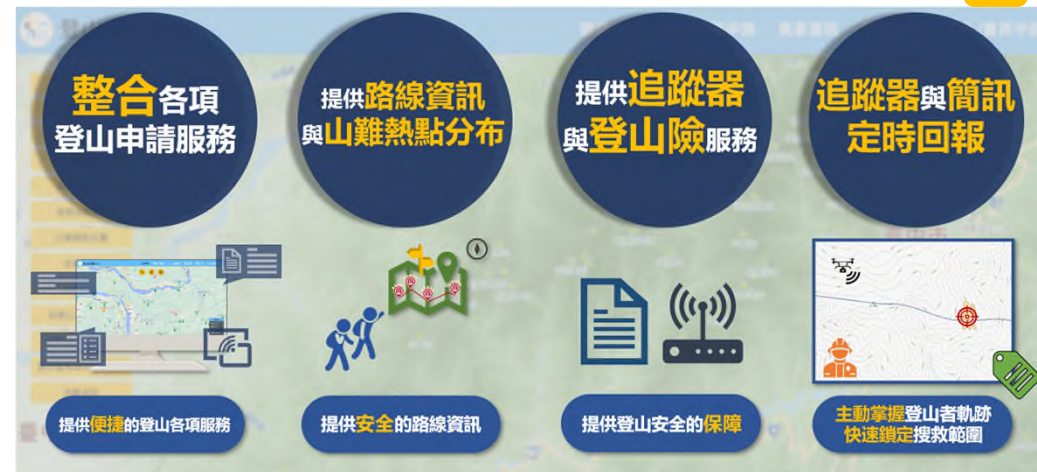 整合各項
登山申請服務
提供路線資訊
與山難熱點分布
提供追蹤器
與登山險服務
追蹤器與簡訊
定時回報
提供便捷的登山各項服務
提供安全的路線資訊
提供登山安全的保障
主動掌握登山者軌跡
快速鎖定搜救範圍